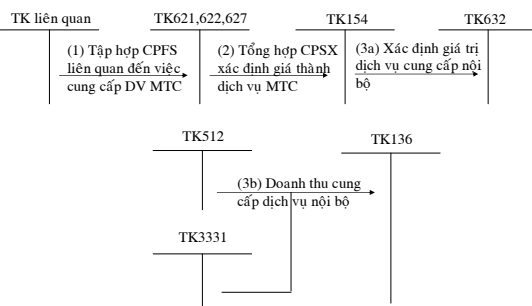 TK liên quan TK621,622,627 TK154 TK632
(1) Tập hợp CPFS
liên quan đến việc
cung cấp DV MTC
(2) Tổng hợp CPSX
xác định giá thành
dịch vụ MTC
(3a) Xác định giá trị
dịch vụ cung cấp nội
bộ
TK512 TK136
(3b) Doanh thu cung
cấp dịch vụ nội bộ
TK3331